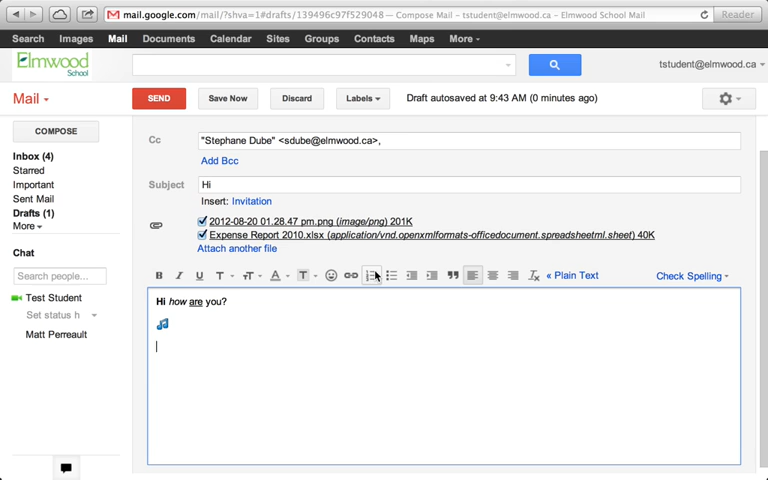 mail.google.com/mail/?shva=1#drafts/139496c97f529048 — Compose Mail – tstudent@elmwood.ca – Elmwood School Mail
Reader
Search Images Mail Documents Calendar Sites Groups Contacts Maps More
Elmwood
School
tstudent@elmwood.ca
Mail
SEND Save Now Discard Labels Draft autosaved at 9:43 AM (0 minutes ago)
COMPOSE
Inbox (4)
Starred
Important
Sent Mail
Drafts (1)
More
Chat
Search people...
Test Student
Set status h
Matt Perreault
Cc "Stephane Dube" <sdube@elmwood.ca>,
Add Bcc
Subject Hi
Insert: Invitation
2012-08-20 01.28.47 pm.png (image/png) 201K
Expense Report 2010.xlsx (application/vnd.openxmlformats-officedocument.spreadsheetml.sheet) 40K
Attach another file
B I U T T A T « Plain Text Check Spelling
Hi how are you?